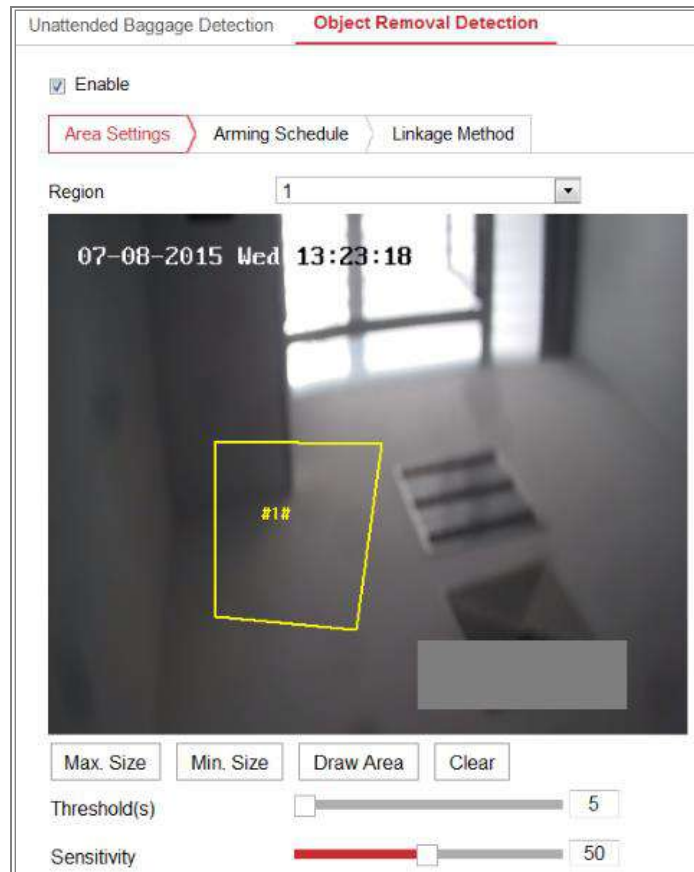 Unattended Baggage Detection Object Removal Detection
Enable
Area Settings Arming Schedule Linkage Method
Region 1
07-08-2015 Wed 13:23:18
#1#
Max. Size Min. Size Draw Area Clear
Threshold(s) 5
Sensitivity 50